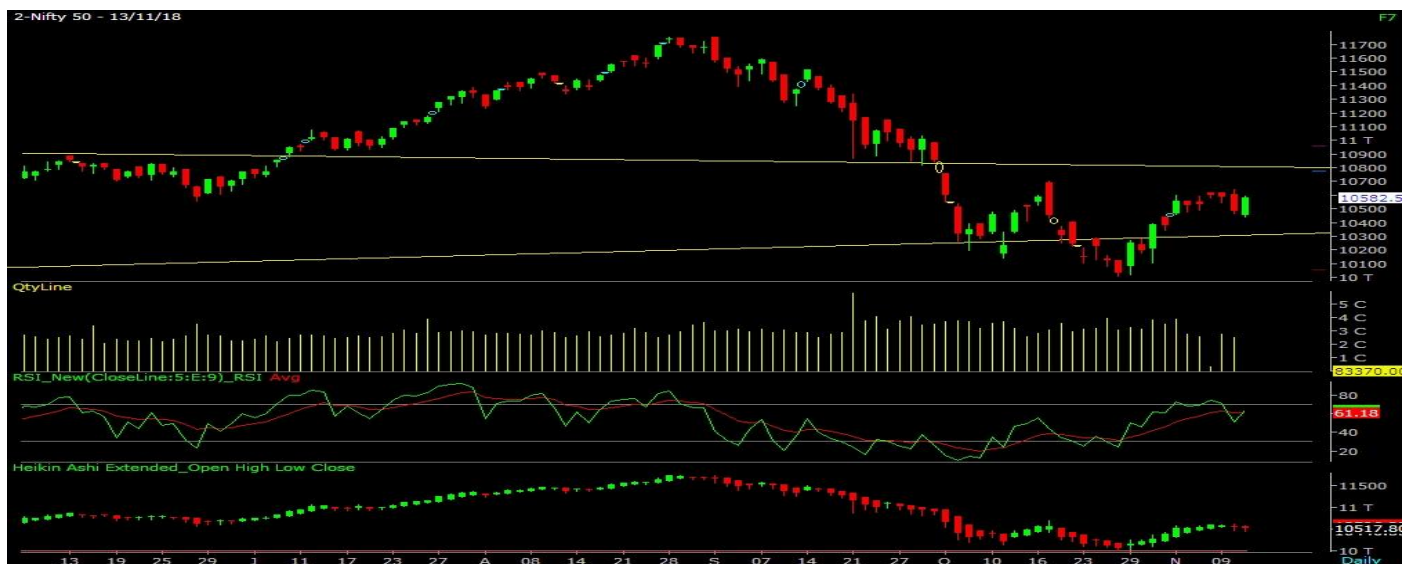 2-Nifty 50 - 13/11/18
F7
11700
11600
11500
11400
11300
11200
11 T
10900
10800
10700
10582.5
10500
10400
10300
10200
10100
10 T
QtyLine
5 C
4 C
3 C
2 C
1 C
83370.00
RSI_New(CloseLine:5:E:9)_RSI Avg
80
61.18
40
20
Heikin Ashi Extended_Open High Low Close
11500
11 T
10517.80
10 T
13 19 25 29 J 11 17 23 27 A 08 14 21 28 S 07 14 21 27 O 10 16 23 29 N 09
Daily